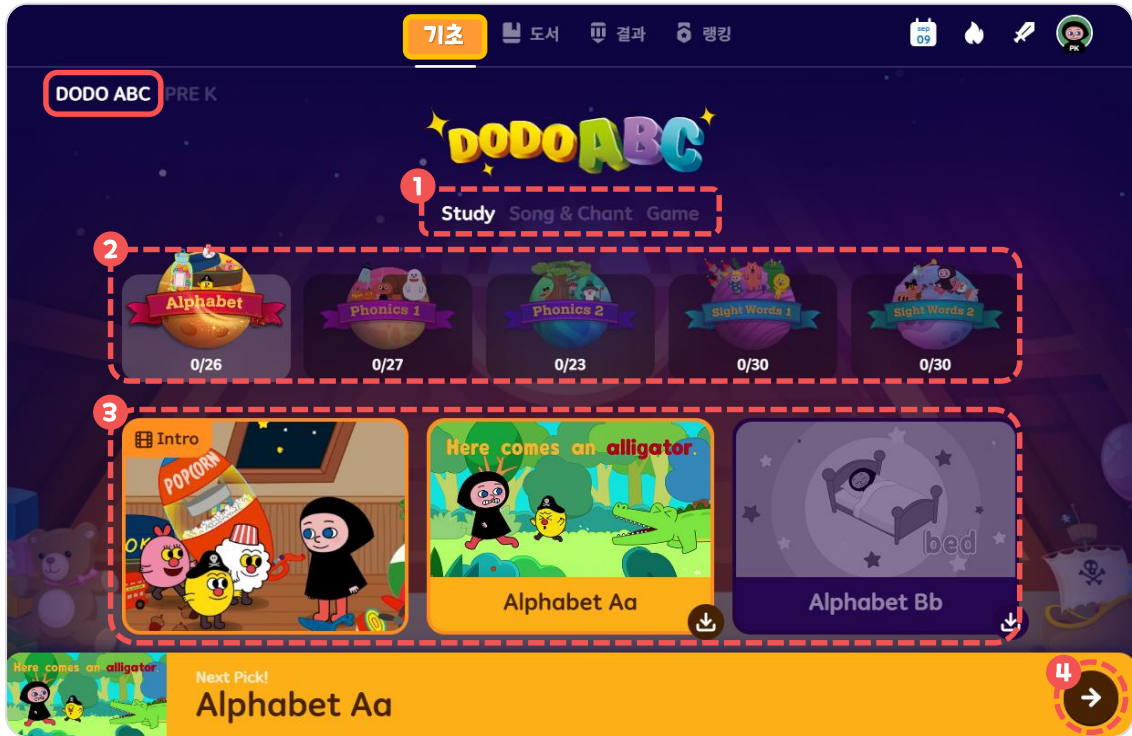 기초 도서 결과 랭킹 sep 09 PK
DODO ABC PRE K
DODO ABC
1
Study Song & Chant Game
2
Alphabet Phonics 1 Phonics 2 Sight Words 1 Sight Words 2
0/26 0/27 0/23 0/30 0/30
3
Intro
POPCORN
Here comes an alligator.
bed
Alphabet Aa Alphabet Bb
Here comes an alligator.
Next Pick!
Alphabet Aa
4